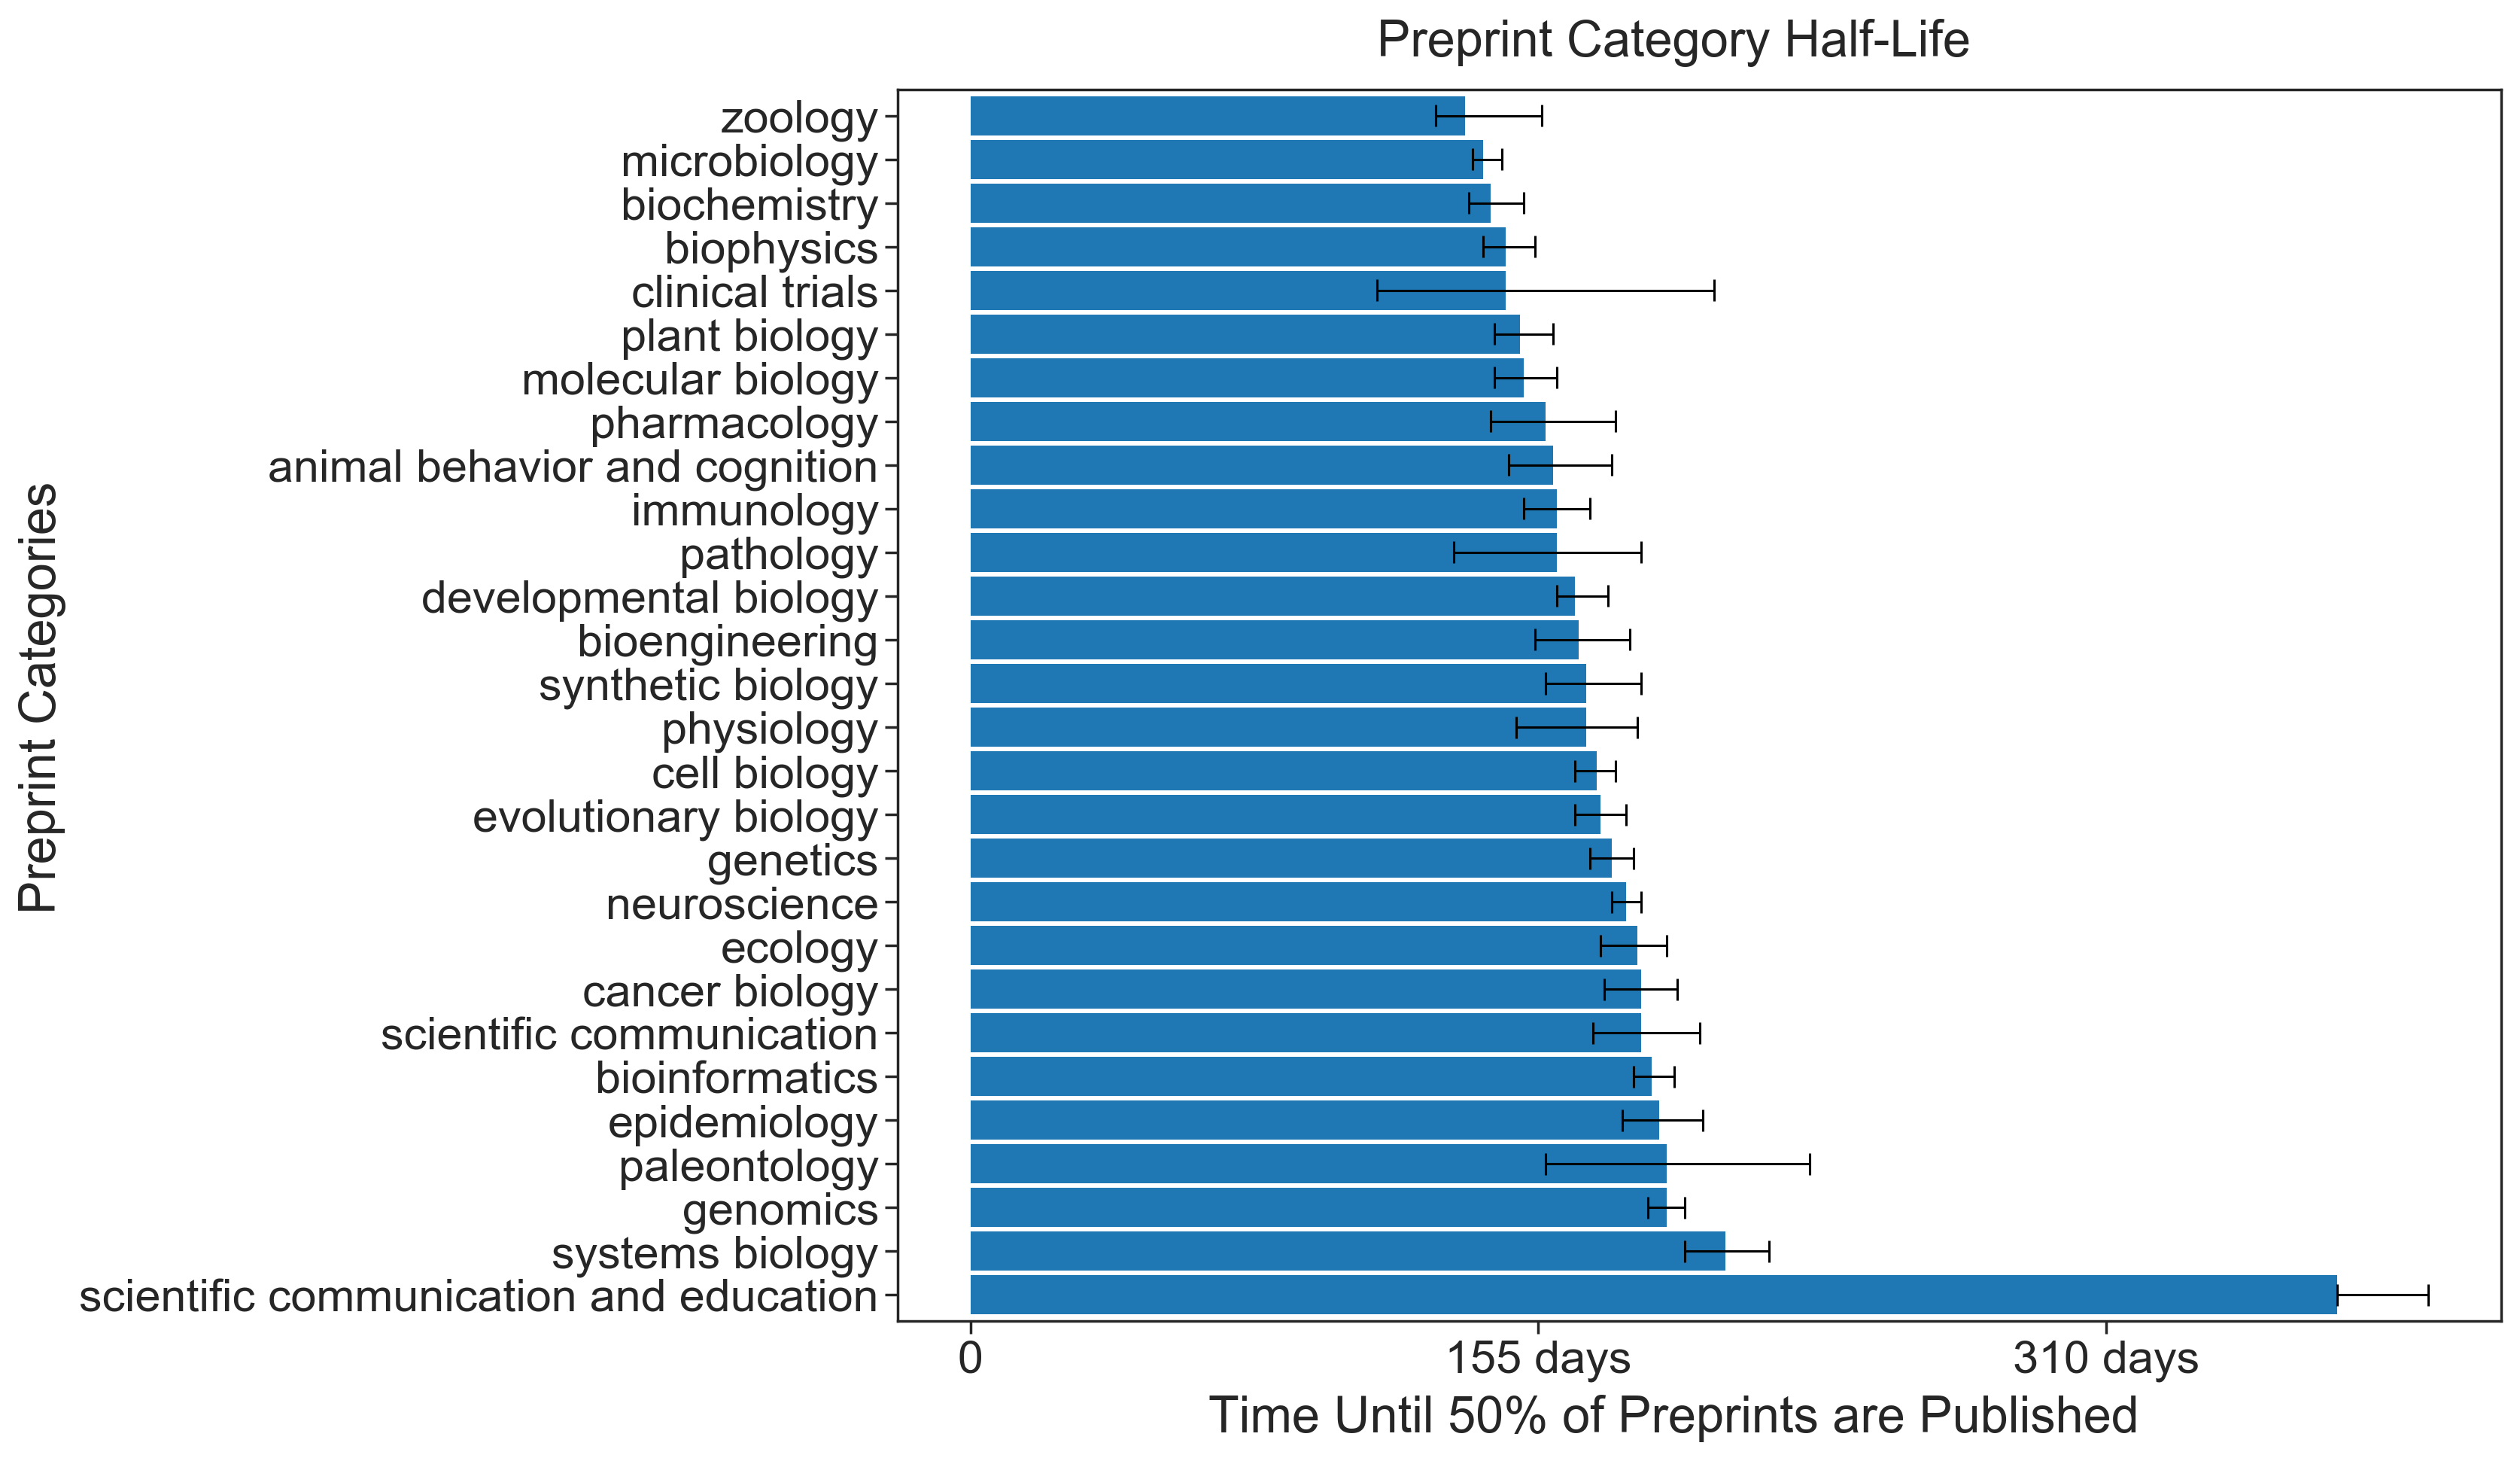 Preprint Category Half-Life
Preprint Categories
zoology
microbiology
biochemistry
biophysics
clinical trials
plant biology
molecular biology
pharmacology
animal behavior and cognition
immunology
pathology
developmental biology
bioengineering
synthetic biology
physiology
cell biology
evolutionary biology
genetics
neuroscience
ecology
cancer biology
scientific communication
bioinformatics
epidemiology
paleontology
genomics
systems biology
scientific communication and education
0 155 days 310 days
Time Until 50% of Preprints are Published